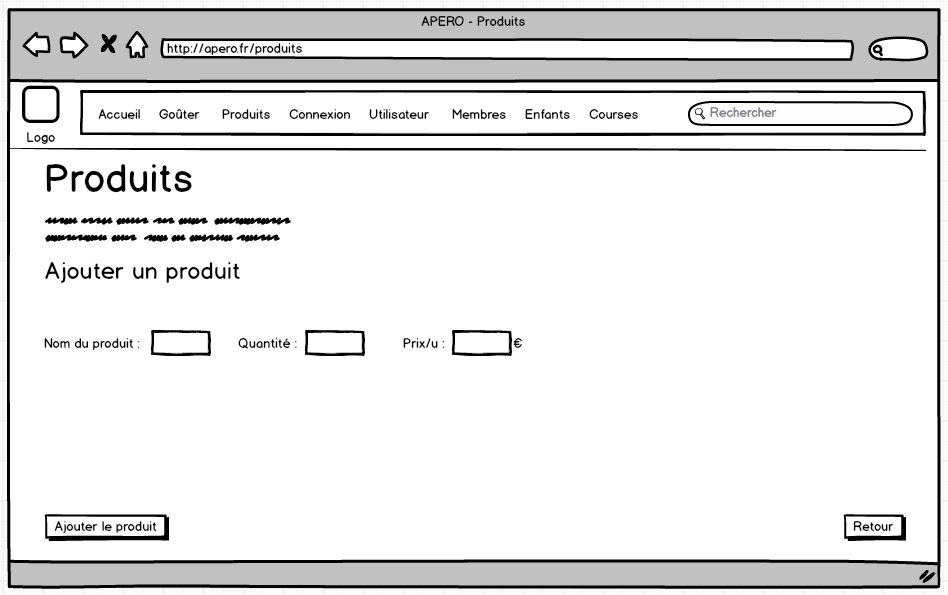 APERO - Produits
http://apero.fr/produits
Accueil Goûter Produits Connexion Utilisateur Membres Enfants Courses Rechercher
Logo
Produits
Ajouter un produit
Nom du produit : Quantité : Prix/u : €
Ajouter le produit Retour